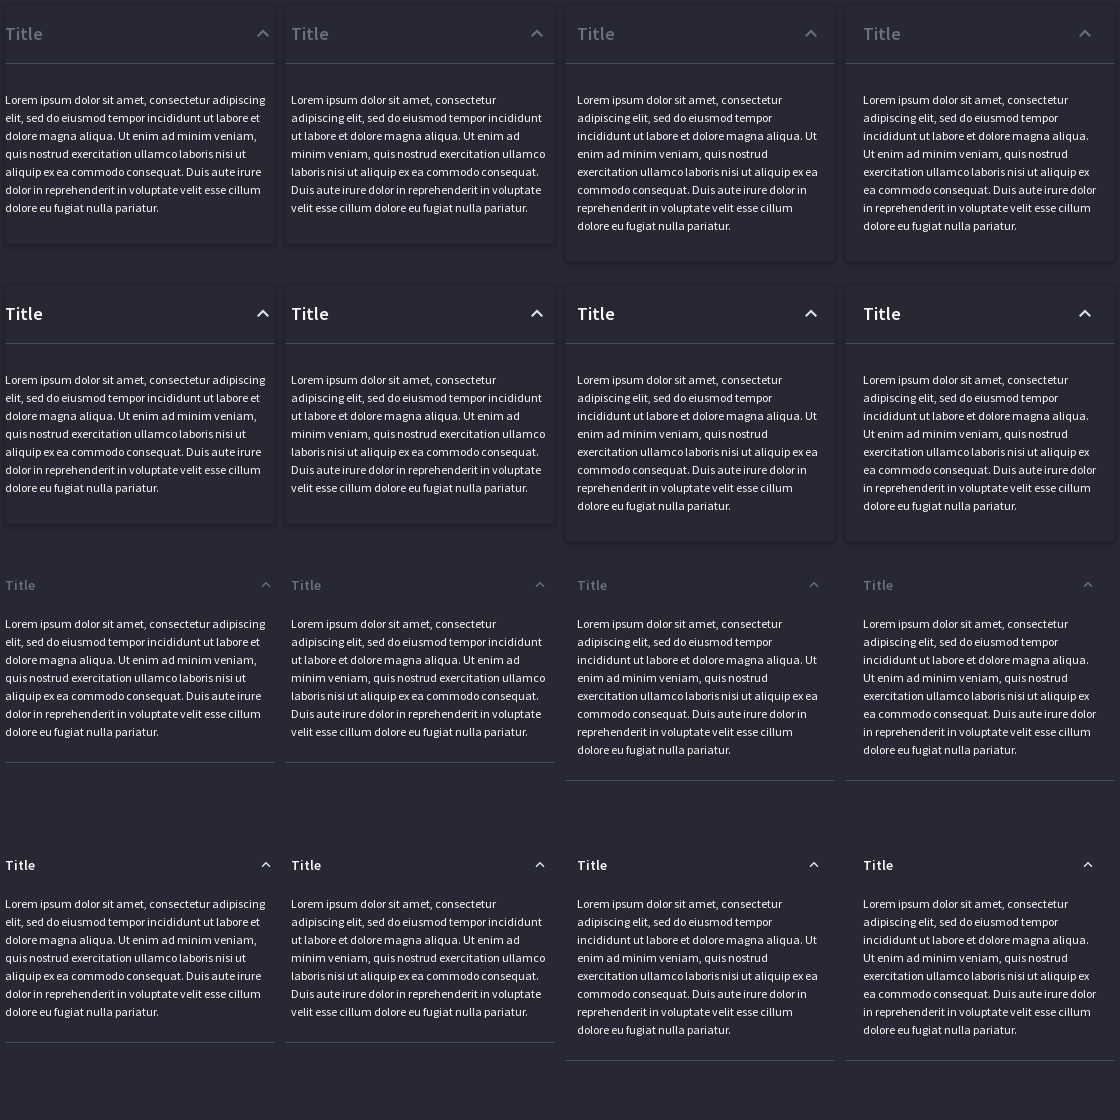 Title
Lorem ipsum dolor sit amet, consectetur adipiscing
elit, sed do eiusmod tempor incididunt ut labore et
dolore magna aliqua. Ut enim ad minim veniam,
quis nostrud exercitation ullamco laboris nisi ut
aliquip ex ea commodo consequat. Duis aute irure
dolor in reprehenderit in voluptate velit esse cillum
dolore eu fugiat nulla pariatur.
Title
Lorem ipsum dolor sit amet, consectetur
adipiscing elit, sed do eiusmod tempor incididunt
ut labore et dolore magna aliqua. Ut enim ad
minim veniam, quis nostrud exercitation ullamco
laboris nisi ut aliquip ex ea commodo consequat.
Duis aute irure dolor in reprehenderit in voluptate
velit esse cillum dolore eu fugiat nulla pariatur.
Title
Lorem ipsum dolor sit amet, consectetur
adipiscing elit, sed do eiusmod tempor
incididunt ut labore et dolore magna aliqua. Ut
enim ad minim veniam, quis nostrud
exercitation ullamco laboris nisi ut aliquip ex ea
commodo consequat. Duis aute irure dolor in
reprehenderit in voluptate velit esse cillum
dolore eu fugiat nulla pariatur.
Title
Lorem ipsum dolor sit amet, consectetur
adipiscing elit, sed do eiusmod tempor
incididunt ut labore et dolore magna aliqua.
Ut enim ad minim veniam, quis nostrud
exercitation ullamco laboris nisi ut aliquip ex
ea commodo consequat. Duis aute irure dolor
in reprehenderit in voluptate velit esse cillum
dolore eu fugiat nulla pariatur.
Title
Lorem ipsum dolor sit amet, consectetur adipiscing
elit, sed do eiusmod tempor incididunt ut labore et
dolore magna aliqua. Ut enim ad minim veniam,
quis nostrud exercitation ullamco laboris nisi ut
aliquip ex ea commodo consequat. Duis aute irure
dolor in reprehenderit in voluptate velit esse cillum
dolore eu fugiat nulla pariatur.
Title
Lorem ipsum dolor sit amet, consectetur
adipiscing elit, sed do eiusmod tempor incididunt
ut labore et dolore magna aliqua. Ut enim ad
minim veniam, quis nostrud exercitation ullamco
laboris nisi ut aliquip ex ea commodo consequat.
Duis aute irure dolor in reprehenderit in voluptate
velit esse cillum dolore eu fugiat nulla pariatur.
Title
Lorem ipsum dolor sit amet, consectetur
adipiscing elit, sed do eiusmod tempor
incididunt ut labore et dolore magna aliqua. Ut
enim ad minim veniam, quis nostrud
exercitation ullamco laboris nisi ut aliquip ex ea
commodo consequat. Duis aute irure dolor in
reprehenderit in voluptate velit esse cillum
dolore eu fugiat nulla pariatur.
Title
Lorem ipsum dolor sit amet, consectetur
adipiscing elit, sed do eiusmod tempor
incididunt ut labore et dolore magna aliqua.
Ut enim ad minim veniam, quis nostrud
exercitation ullamco laboris nisi ut aliquip ex
ea commodo consequat. Duis aute irure dolor
in reprehenderit in voluptate velit esse cillum
dolore eu fugiat nulla pariatur.
Title
Lorem ipsum dolor sit amet, consectetur adipiscing
elit, sed do eiusmod tempor incididunt ut labore et
dolore magna aliqua. Ut enim ad minim veniam,
quis nostrud exercitation ullamco laboris nisi ut
aliquip ex ea commodo consequat. Duis aute irure
dolor in reprehenderit in voluptate velit esse cillum
dolore eu fugiat nulla pariatur.
Title
Lorem ipsum dolor sit amet, consectetur
adipiscing elit, sed do eiusmod tempor incididunt
ut labore et dolore magna aliqua. Ut enim ad
minim veniam, quis nostrud exercitation ullamco
laboris nisi ut aliquip ex ea commodo consequat.
Duis aute irure dolor in reprehenderit in voluptate
velit esse cillum dolore eu fugiat nulla pariatur.
Title
Lorem ipsum dolor sit amet, consectetur
adipiscing elit, sed do eiusmod tempor
incididunt ut labore et dolore magna aliqua. Ut
enim ad minim veniam, quis nostrud
exercitation ullamco laboris nisi ut aliquip ex ea
commodo consequat. Duis aute irure dolor in
reprehenderit in voluptate velit esse cillum
dolore eu fugiat nulla pariatur.
Title
Lorem ipsum dolor sit amet, consectetur
adipiscing elit, sed do eiusmod tempor
incididunt ut labore et dolore magna aliqua.
Ut enim ad minim veniam, quis nostrud
exercitation ullamco laboris nisi ut aliquip ex
ea commodo consequat. Duis aute irure dolor
in reprehenderit in voluptate velit esse cillum
dolore eu fugiat nulla pariatur.
Title
Lorem ipsum dolor sit amet, consectetur adipiscing
elit, sed do eiusmod tempor incididunt ut labore et
dolore magna aliqua. Ut enim ad minim veniam,
quis nostrud exercitation ullamco laboris nisi ut
aliquip ex ea commodo consequat. Duis aute irure
dolor in reprehenderit in voluptate velit esse cillum
dolore eu fugiat nulla pariatur.
Title
Lorem ipsum dolor sit amet, consectetur
adipiscing elit, sed do eiusmod tempor incididunt
ut labore et dolore magna aliqua. Ut enim ad
minim veniam, quis nostrud exercitation ullamco
laboris nisi ut aliquip ex ea commodo consequat.
Duis aute irure dolor in reprehenderit in voluptate
velit esse cillum dolore eu fugiat nulla pariatur.
Title
Lorem ipsum dolor sit amet, consectetur
adipiscing elit, sed do eiusmod tempor
incididunt ut labore et dolore magna aliqua. Ut
enim ad minim veniam, quis nostrud
exercitation ullamco laboris nisi ut aliquip ex ea
commodo consequat. Duis aute irure dolor in
reprehenderit in voluptate velit esse cillum
dolore eu fugiat nulla pariatur.
Title
Lorem ipsum dolor sit amet, consectetur
adipiscing elit, sed do eiusmod tempor
incididunt ut labore et dolore magna aliqua.
Ut enim ad minim veniam, quis nostrud
exercitation ullamco laboris nisi ut aliquip ex
ea commodo consequat. Duis aute irure dolor
in reprehenderit in voluptate velit esse cillum
dolore eu fugiat nulla pariatur.